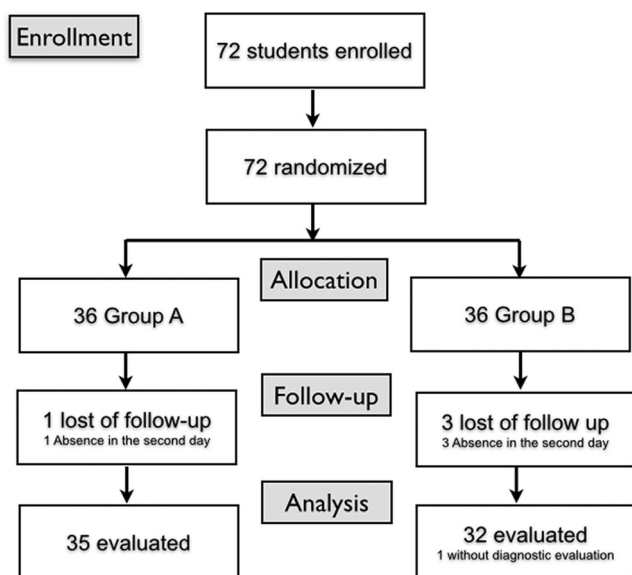 Enrollment
72 students enrolled
72 randomized
Allocation
36 Group A
36 Group B
Follow-up
1 lost of follow-up
1 Absence in the second day
3 lost of follow up
3 Absence in the second day
Analysis
35 evaluated
32 evaluated
1 without diagnostic evaluation